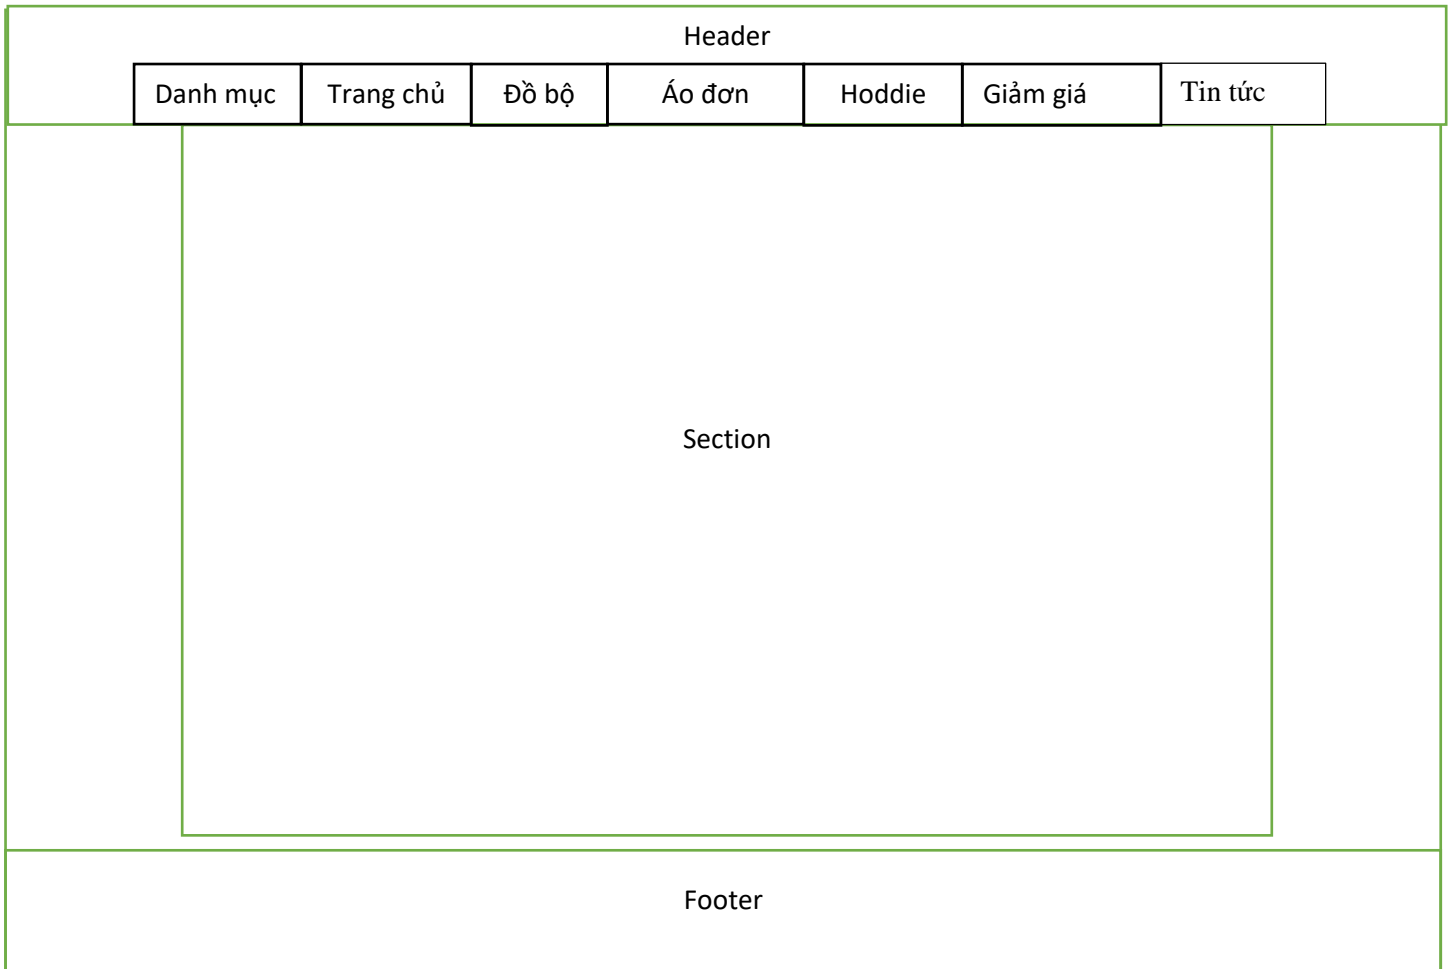 Header
Danh mục Trang chủ Đồ bộ Áo đơn Hoddie Giảm giá Tin tức
Section
Footer